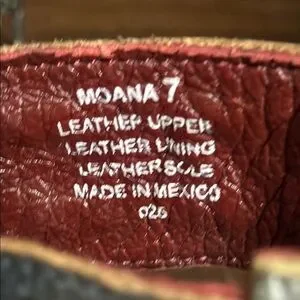 MOANA 7
LEATHER UPPER
LEATHER LINING
LEATHER SOLE
MADE IN MEXICO
026